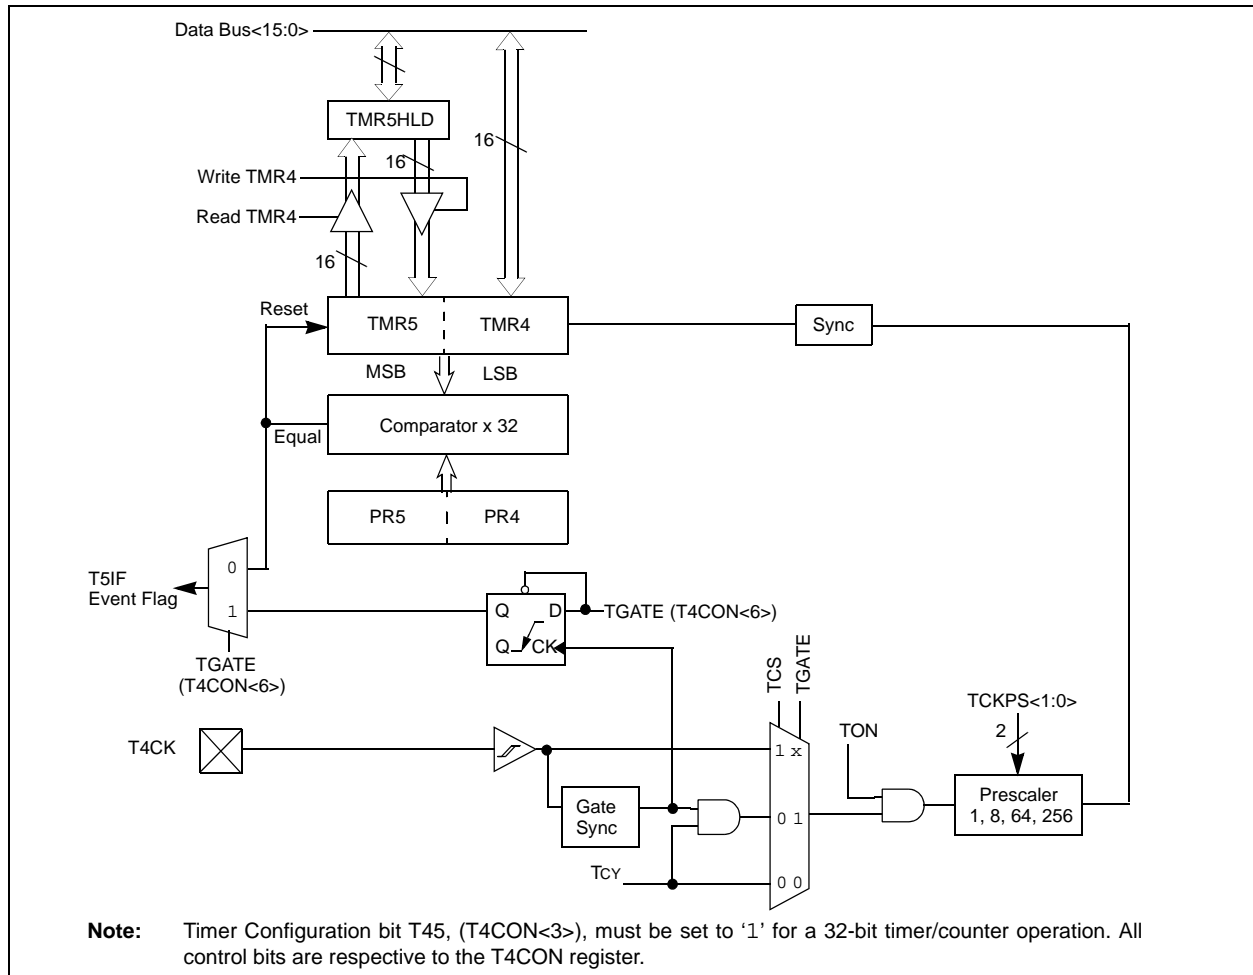 Data Bus<15:0>
TMR5HLD
16
16
Write TMR4
Read TMR4
16
Reset
TMR5
TMR4
Sync
MSB
LSB
Equal
Comparator x 32
PR5
PR4
0
1
T5IF
Event Flag
TGATE
(T4CON<6>)
Q
D
Q
CK
TGATE (T4CON<6>)
TCS
TGATE
TCKPS<1:0>
2
T4CK
1 x
TON
Gate
Sync
0 1
Prescaler
1, 8, 64, 256
TCY
0 0
Note: Timer Configuration bit T45, (T4CON<3>), must be set to ‘1’ for a 32-bit timer/counter operation. All
control bits are respective to the T4CON register.